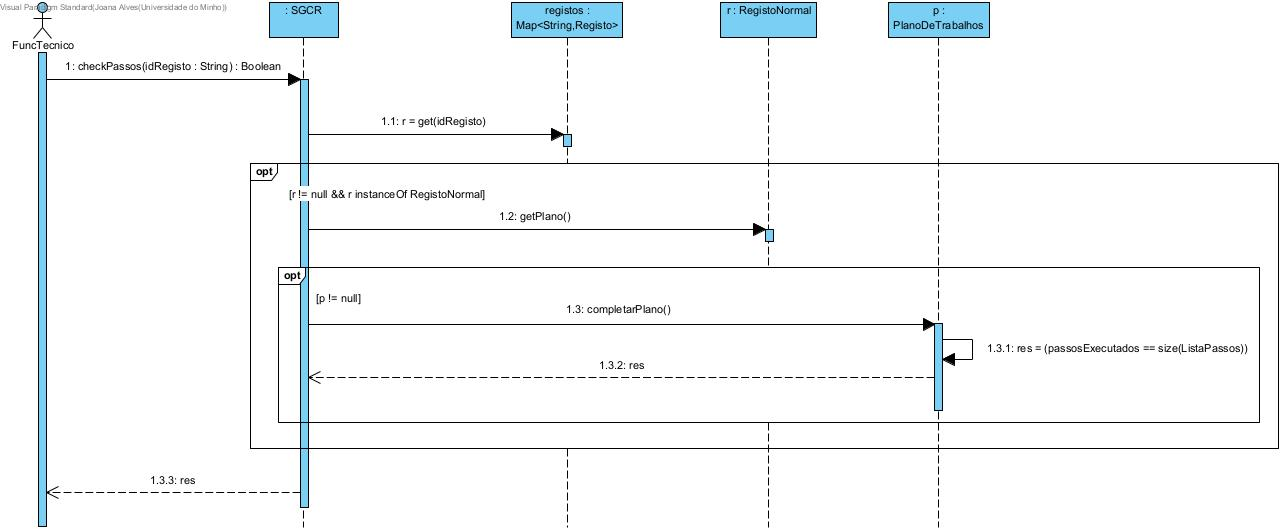 Visual Paradigm Standard(Joana Alves(Universidade do Minho))
FuncTecnico
: SGCR
registos :
Map<String,Registo>
r : RegistoNormal
p :
PlanoDeTrabalhos
1: checkPassos(idRegisto : String) : Boolean
1.1: r = get(idRegisto)
opt
[r != null && r instanceOf RegistoNormal]
1.2: getPlano()
opt
[p != null]
1.3: completarPlano()
1.3.1: res = (passosExecutados == size(ListaPassos))
1.3.2: res
1.3.3: res